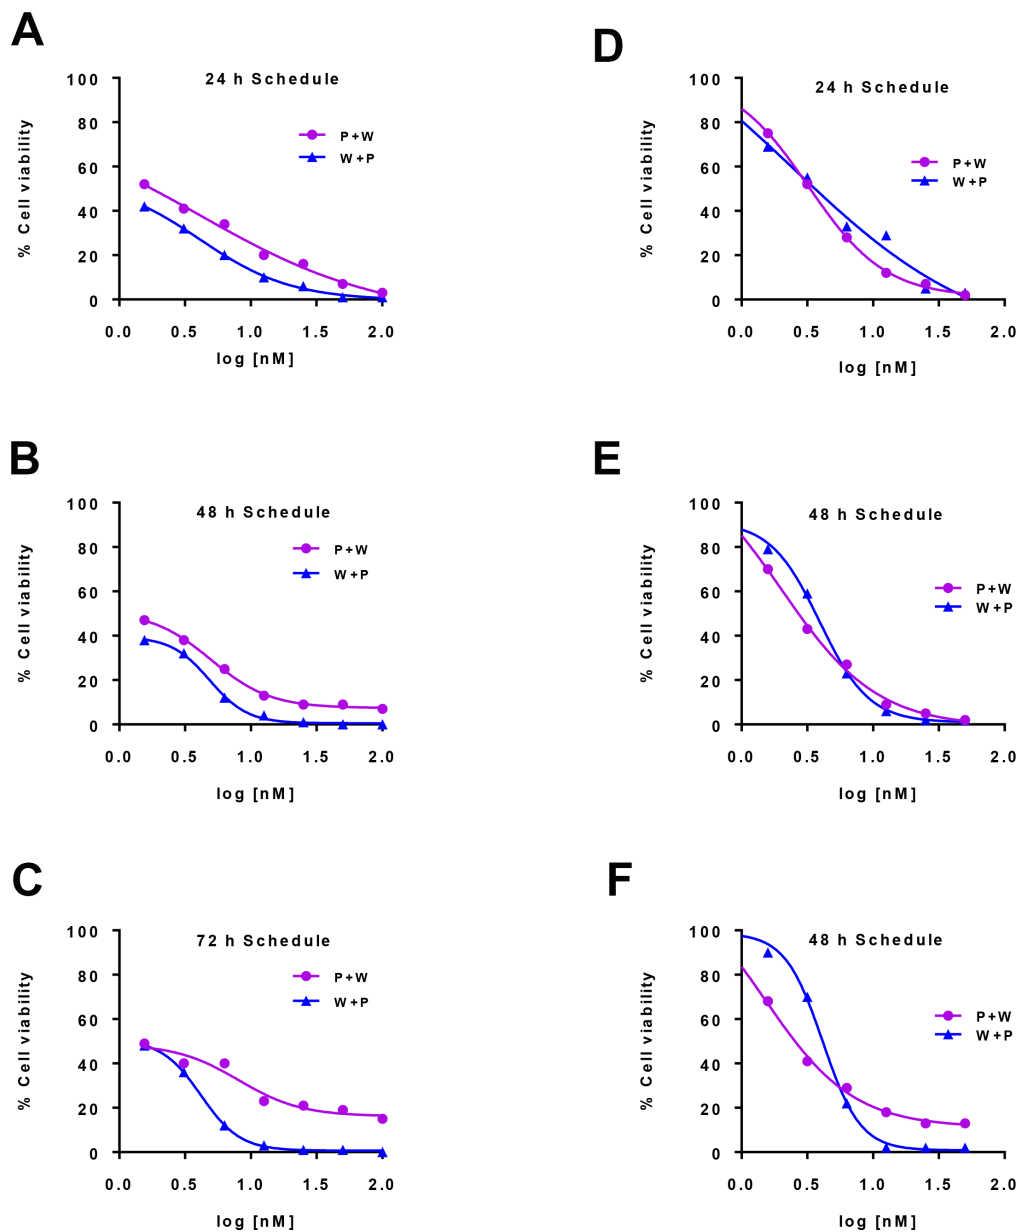 A
24 h Schedule
% Cell viability
100
80
60
40
20
0
P+W
W+P
0.0 0.5 1.0 1.5 2.0
log [nM]
D
24 h Schedule
% Cell viability
100
80
60
40
20
0
P+W
W+P
0.0 0.5 1.0 1.5 2.0
log [nM]
B
48 h Schedule
% Cell viability
100
80
60
40
20
0
P+W
W+P
0.0 0.5 1.0 1.5 2.0
log [nM]
E
48 h Schedule
% Cell viability
100
80
60
40
20
0
P+W
W+P
0.0 0.5 1.0 1.5 2.0
log [nM]
C
72 h Schedule
% Cell viability
100
80
60
40
20
0
P+W
W+P
0.0 0.5 1.0 1.5 2.0
log [nM]
F
48 h Schedule
% Cell viability
100
80
60
40
20
0
P+W
W+P
0.0 0.5 1.0 1.5 2.0
log [nM]